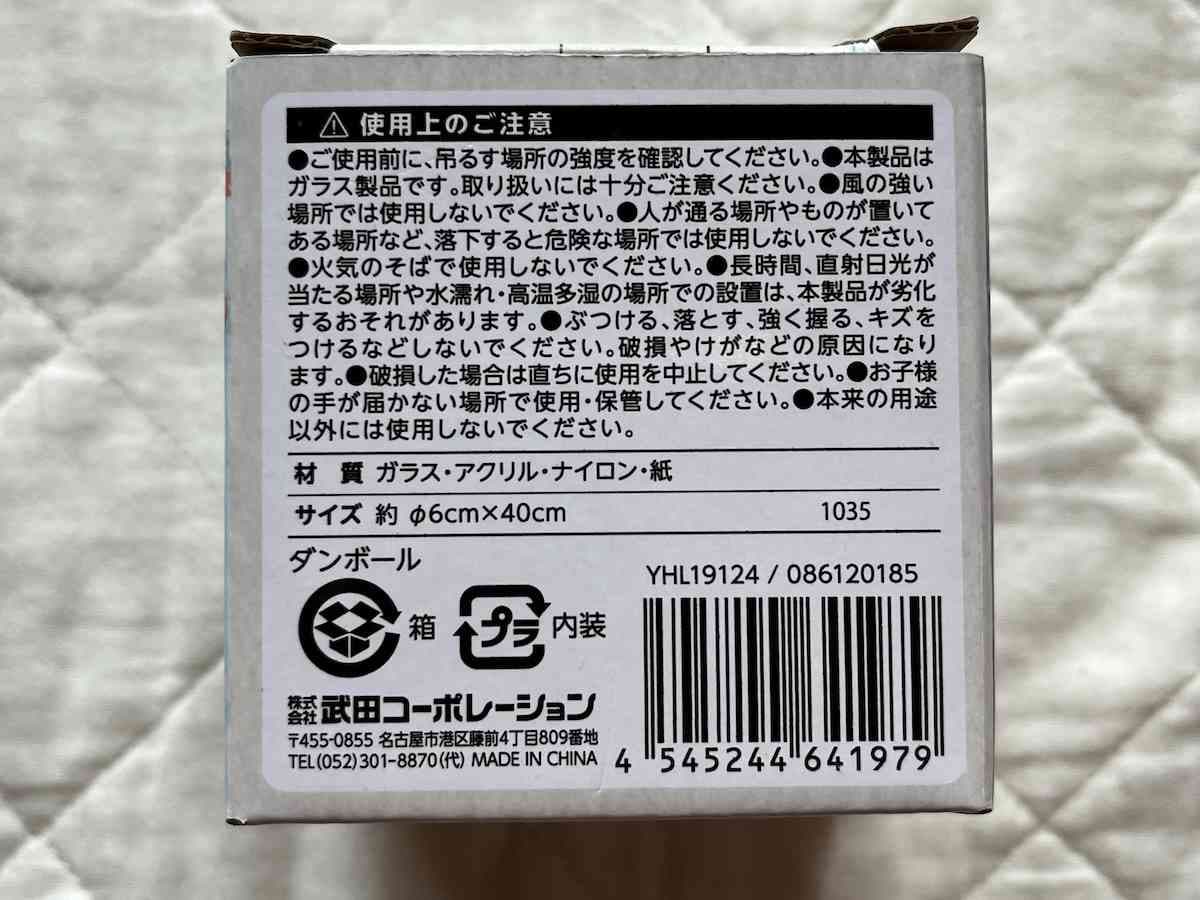 ⚠ 使用上のご注意
●ご使用前に、吊るす場所の強度を確認してください。●本製品は
ガラス製品です。取り扱いには十分ご注意ください。●風の強い
場所では使用しないでください。●人が通る場所やものが置いて
ある場所など、落下すると危険な場所では使用しないでください。
●火気のそばで使用しないでください。●長時間、直射日光が
当たる場所や水濡れ・高温多湿の場所での設置は、本製品が劣化
するおそれがあります。●ぶつける、落とす、強く握る、キズを
つけるなどしないでください。破損やけがなどの原因になり
ます。●破損した場合は直ちに使用を中止してください。●お子様
の手が届かない場所で使用・保管してください。●本来の用途
以外には使用しないでください。
材 質 ガラス・アクリル・ナイロン・紙
サイズ 約 φ6cm×40cm 1035
ダンボール
箱
プラ 内装
株式会社 武田コーポレーション
〒455-0855 名古屋市港区藤前4丁目809番地
TEL(052)301-8870(代) MADE IN CHINA
YHL19124 / 086120185
4 545244 641979